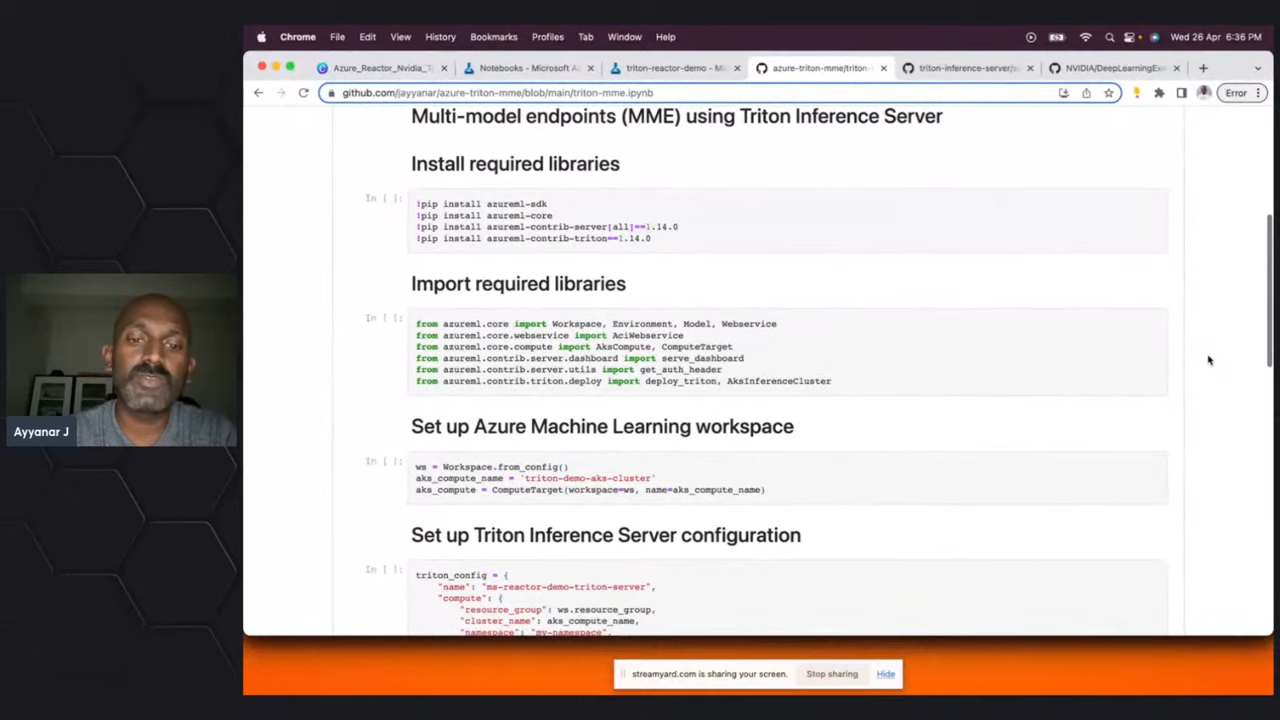 Chrome File Edit View History Bookmarks Profiles Tab Window Help
Wed 26 Apr 6:36 PM
Azure_Reactor_Nvidia_T
Notebooks - Microsoft A
triton-reactor-demo - Mi
azure-triton-mme/triton-
triton-inference-server/s
NVIDIA/DeepLearningExa
github.com/jayyanar/azure-triton-mme/blob/main/triton-mme.ipynb
Error
Multi-model endpoints (MME) using Triton Inference Server
Install required libraries
In [ ]:
!pip install azureml-sdk
!pip install azureml-core
!pip install azureml-contrib-server[all]==1.14.0
!pip install azureml-contrib-triton==1.14.0
Import required libraries
In [ ]:
from azureml.core import Workspace, Environment, Model, Webservice
from azureml.core.webservice import AciWebservice
from azureml.core.compute import AksCompute, ComputeTarget
from azureml.contrib.server.dashboard import serve_dashboard
from azureml.contrib.server.utils import get_auth_header
from azureml.contrib.triton.deploy import deploy_triton, AksInferenceCluster
Set up Azure Machine Learning workspace
In [ ]:
ws = Workspace.from_config()
aks_compute_name = 'triton-demo-aks-cluster'
aks_compute = ComputeTarget(workspace=ws, name=aks_compute_name)
Set up Triton Inference Server configuration
In [ ]:
triton_config = {
"name": "ms-reactor-demo-triton-server",
"compute": {
"resource_group": ws.resource_group,
"cluster_name": aks_compute_name,
"namespace": "my-namespace",
Ayyanar J
streamyard.com is sharing your screen.
Stop sharing
Hide